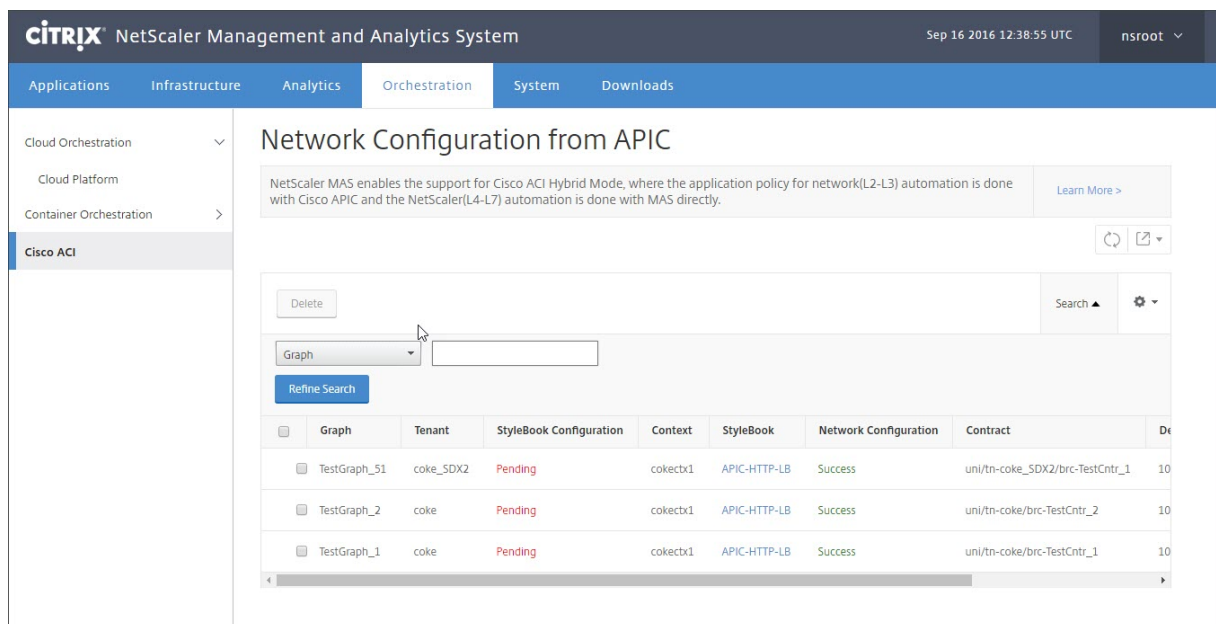 CİTRIX NetScaler Management and Analytics System
Sep 16 2016 12:38:55 UTC
nsroot
Applications Infrastructure Analytics Orchestration System Downloads
Cloud Orchestration
Cloud Platform
Container Orchestration
Cisco ACI
Network Configuration from APIC
NetScaler MAS enables the support for Cisco ACI Hybrid Mode, where the application policy for network(L2-L3) automation is done
with Cisco APIC and the NetScaler(L4-L7) automation is done with MAS directly.
Learn More >
Delete
Search
Graph
Refine Search
Graph Tenant StyleBook Configuration Context StyleBook Network Configuration Contract De
TestGraph_51 coke_SDX2 Pending cokectx1 APIC-HTTP-LB Success uni/tn-coke_SDX2/brc-TestCntr_1 10
TestGraph_2 coke Pending cokectx1 APIC-HTTP-LB Success uni/tn-coke/brc-TestCntr_2 10
TestGraph_1 coke Pending cokectx1 APIC-HTTP-LB Success uni/tn-coke/brc-TestCntr_1 10